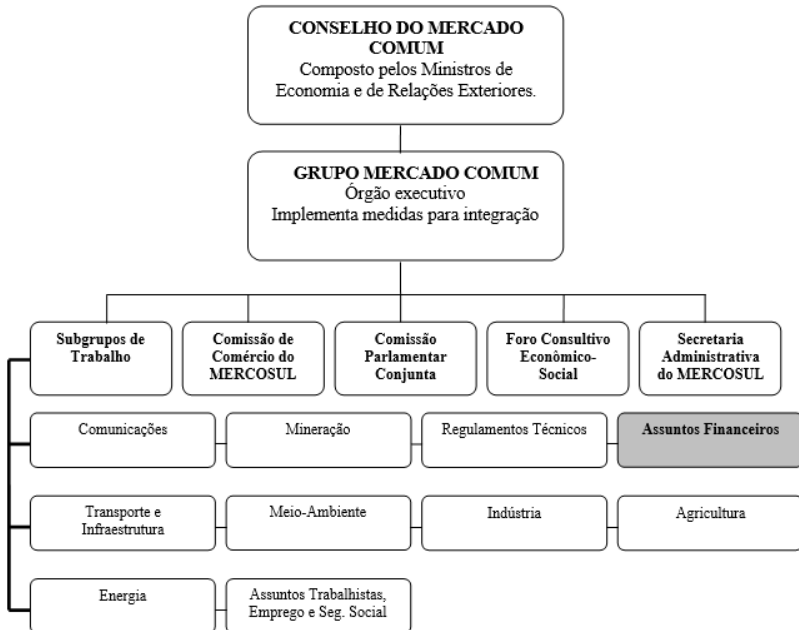 CONSELHO DO MERCADO
COMUM
Composto pelos Ministros de
Economia e de Relações Exteriores.
GRUPO MERCADO COMUM
Órgão executivo
Implementa medidas para integração
Subgrupos de
Trabalho
Comissão de
Comércio do
MERCOSUL
Comissão
Parlamentar
Conjunta
Foro Consultivo
Econômico-
Social
Secretaria
Administrativa
do MERCOSUL
Comunicações
Mineração
Regulamentos Técnicos
Assuntos Financeiros
Transporte e
Infraestrutura
Meio-Ambiente
Indústria
Agricultura
Energia
Assuntos Trabalhistas,
Emprego e Seg. Social